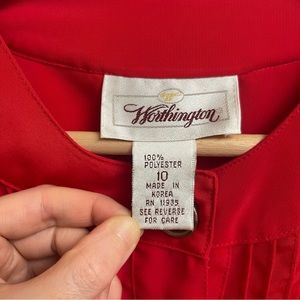 Worthington
100%
POLYESTER
10
MADE IN
KOREA
RN 11935
SEE REVERSE
FOR CARE